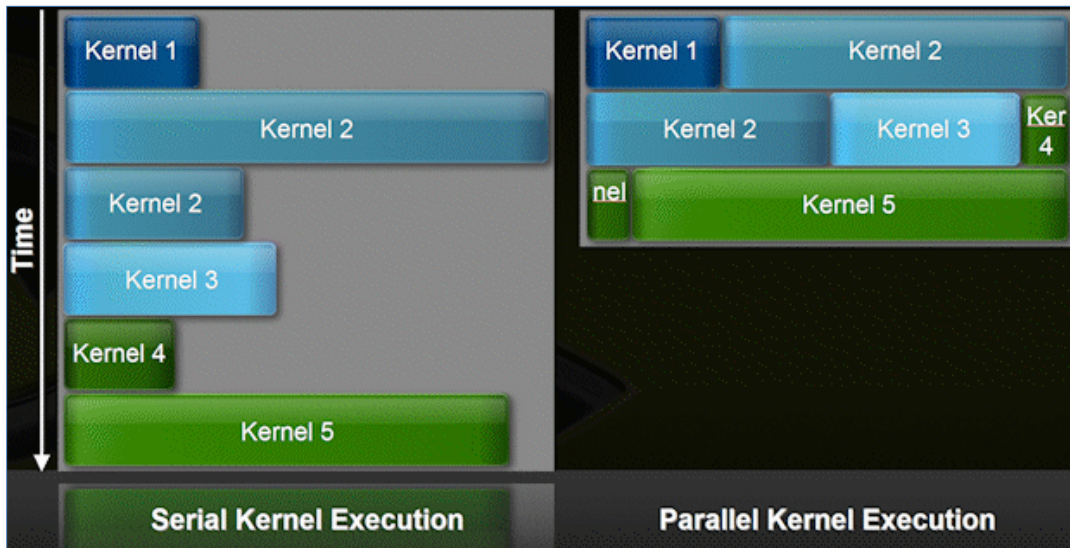 Time
Kernel 1
Kernel 2
Kernel 2
Kernel 3
Kernel 4
Kernel 5
Serial Kernel Execution
Kernel 1
Kernel 2
Kernel 2
Kernel 3
Ker
4
nel
Kernel 5
Parallel Kernel Execution